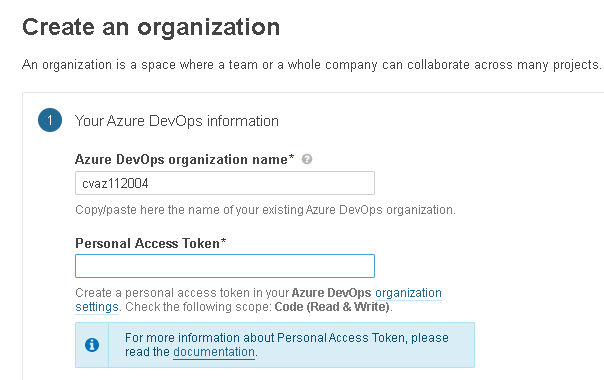 Create an organization
An organization is a space where a team or a whole company can collaborate across many projects.
1 Your Azure DevOps information
Azure DevOps organization name* ?
cvaz112004
Copy/paste here the name of your existing Azure DevOps organization.
Personal Access Token*
Create a personal access token in your Azure DevOps organization
settings. Check the following scope: Code (Read & Write).
i For more information about Personal Access Token, please
read the documentation.